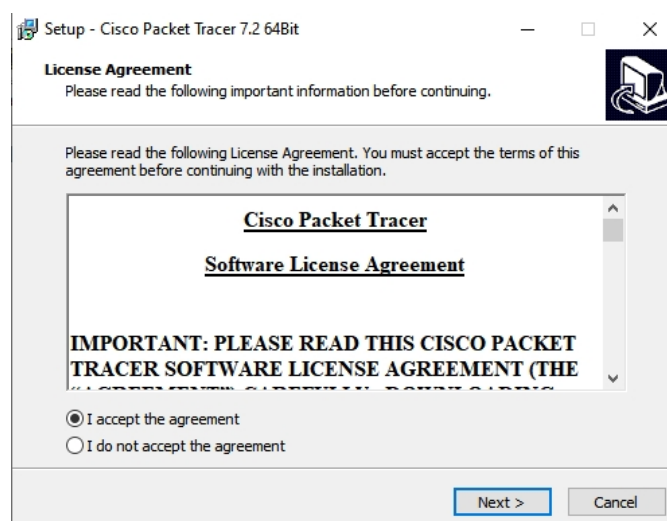 Setup - Cisco Packet Tracer 7.2 64Bit
License Agreement
Please read the following important information before continuing.
Please read the following License Agreement. You must accept the terms of this
agreement before continuing with the installation.
Cisco Packet Tracer
Software License Agreement
IMPORTANT: PLEASE READ THIS CISCO PACKET
TRACER SOFTWARE LICENSE AGREEMENT (THE
“AGREEMENT”) CAREFULLY. DOWNLOADING
I accept the agreement
I do not accept the agreement
Next >
Cancel